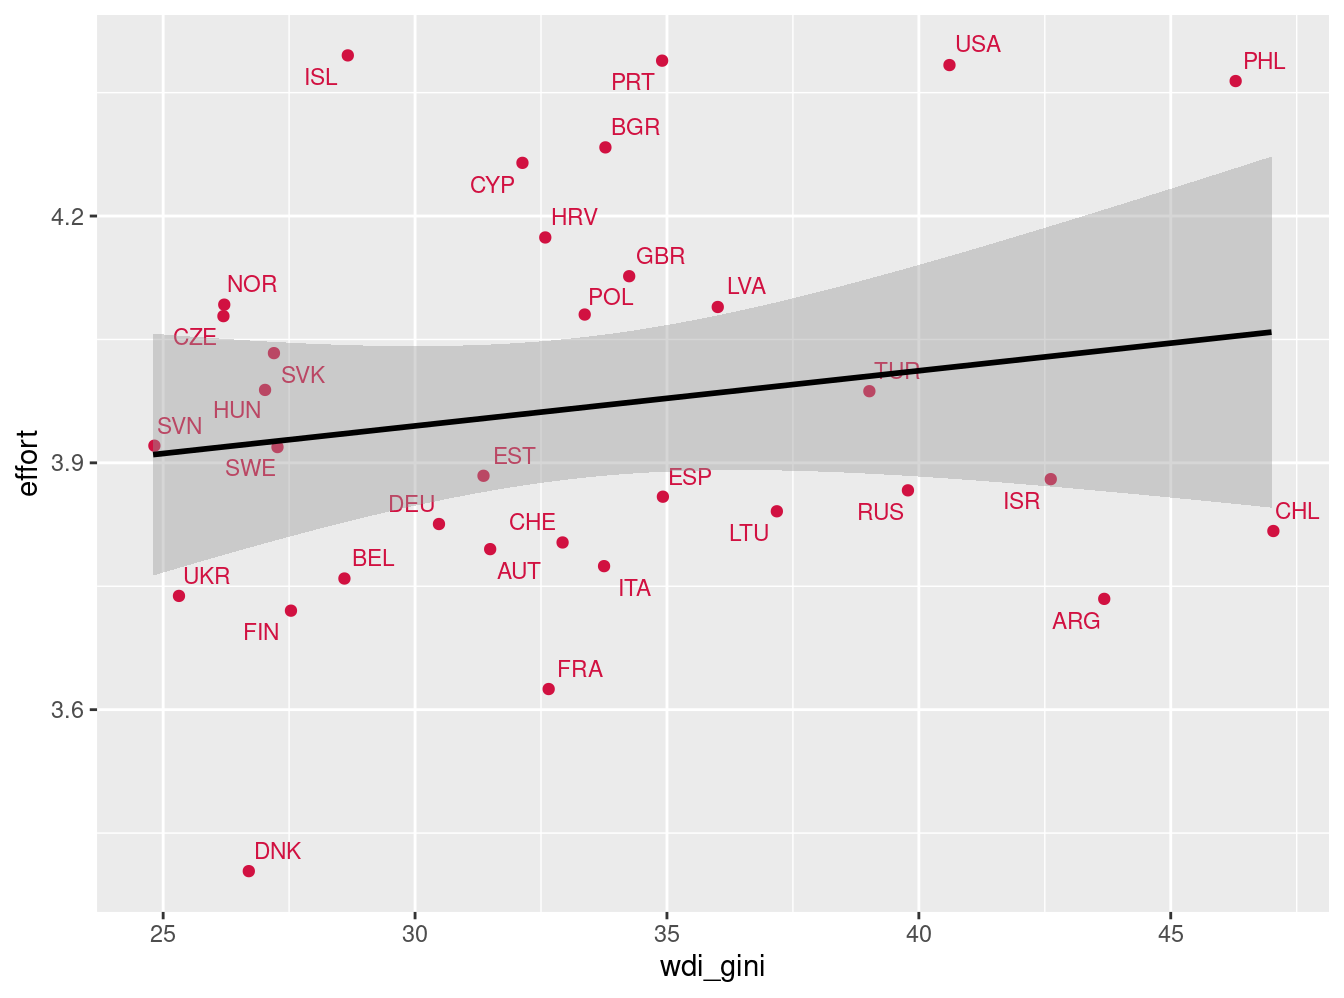 USA
PHL
ISL
PRT
BGR
CYP
4.2
HRV
GBR
NOR
LVA
POL
CZE
TUR
SVK
HUN
SVN
EST
3.9
SWE
ESP
DEU
ISR
RUS
CHL
CHE
LTU
BEL
AUT
UKR
ITA
ARG
FIN
FRA
3.6
DNK
25
30
35
40
45
wdi_gini
effort